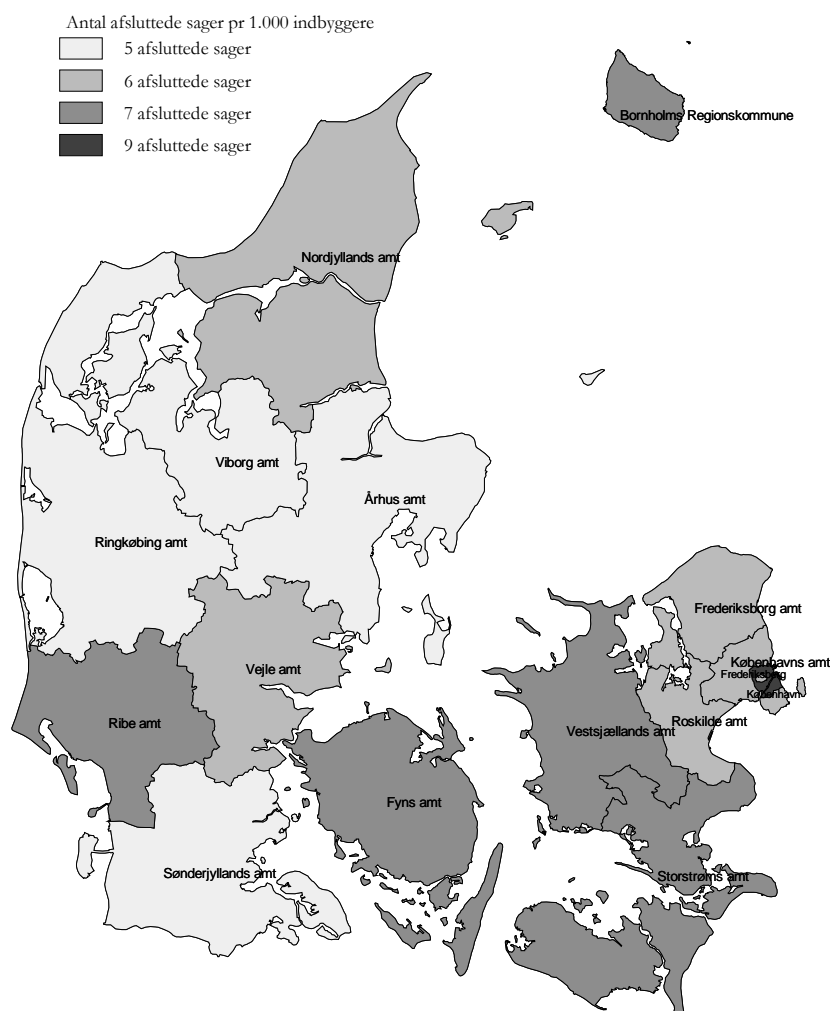 Antal afsluttede sager pr 1.000 indbyggere
5 afsluttede sager
6 afsluttede sager
7 afsluttede sager
9 afsluttede sager
Bornholms Regionskommune
Nordjyllands amt
Viborg amt
Århus amt
Ringkøbing amt
Frederiksborg amt
Københavns amt
Frederiksberg
København
Vejle amt
Ribe amt
Roskilde amt
Vestsjællands amt
Fyns amt
Sønderjyllands amt
Storstrøms amt